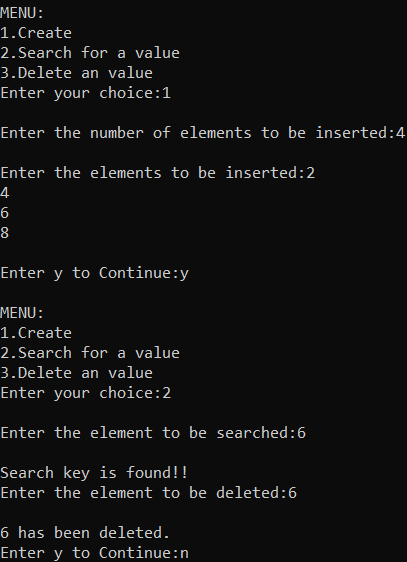 MENU:
1.Create
2.Search for a value
3.Delete an value
Enter your choice:1
Enter the number of elements to be inserted:4
Enter the elements to be inserted:2
4
6
8
Enter y to Continue:y
MENU:
1.Create
2.Search for a value
3.Delete an value
Enter your choice:2
Enter the element to be searched:6
Search key is found!!
Enter the element to be deleted:6
6 has been deleted.
Enter y to Continue:n